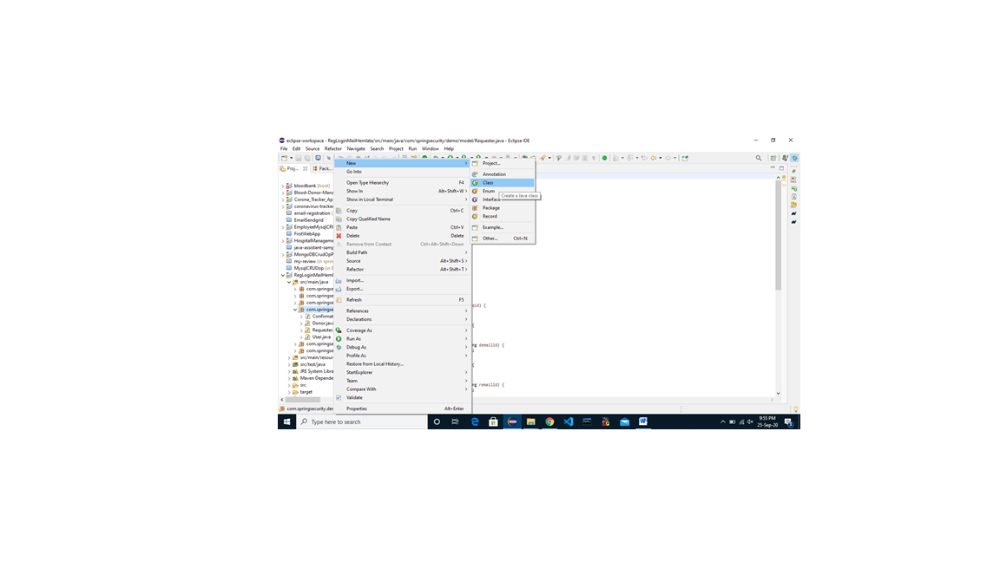 eclipse-workspace - RegLoginMailHemlata/src/main/java/com/springsecurity/demo/model/Requester.java - Eclipse IDE
File Edit Source Refactor Navigate Search Project Run Window Help
Proj...
Pack...
bloodbank [boot]
Blood-Donor-Mana
Corona_Tracker_Ap
coronavirus-tracker
email-registration
EmailSendgrid
EmployeeMysqlCR
FirstWebApp
HospitalManageme
java-assistant-samp
MongoDBCrudOpP
my-review (in sprin
MysqlCRUDop (in
RegLoginMailHeml
src/main/java
com.springse
com.springse
com.springse
com.springse
Confirmat
Donor.java
Requester.
User.java
com.springse
com.springse
src/main/resour
src/test/java
JRE System Libra
Maven Depende
src
target
com.springsecurity.der
New
Go Into
Open Type Hierarchy F4
Show In Alt+Shift+W
Show in Local Terminal
Copy Ctrl+C
Copy Qualified Name
Paste Ctrl+V
Delete Delete
Remove from Context Ctrl+Alt+Shift+Down
Build Path
Source Alt+Shift+S
Refactor Alt+Shift+T
Import...
Export...
Refresh F5
References
Declarations
Coverage As
Run As
Debug As
Profile As
Restore from Local History...
StartExplorer
Team
Compare With
Validate
Properties Alt+Enter
Project...
Annotation
Class
Enum
Create a Java class
Interface
Package
Record
Example...
Other... Ctrl+N
id) {
{
ng demailId) {
{
ng remailId) {
Type here to search
9:55 PM
25-Sep-20